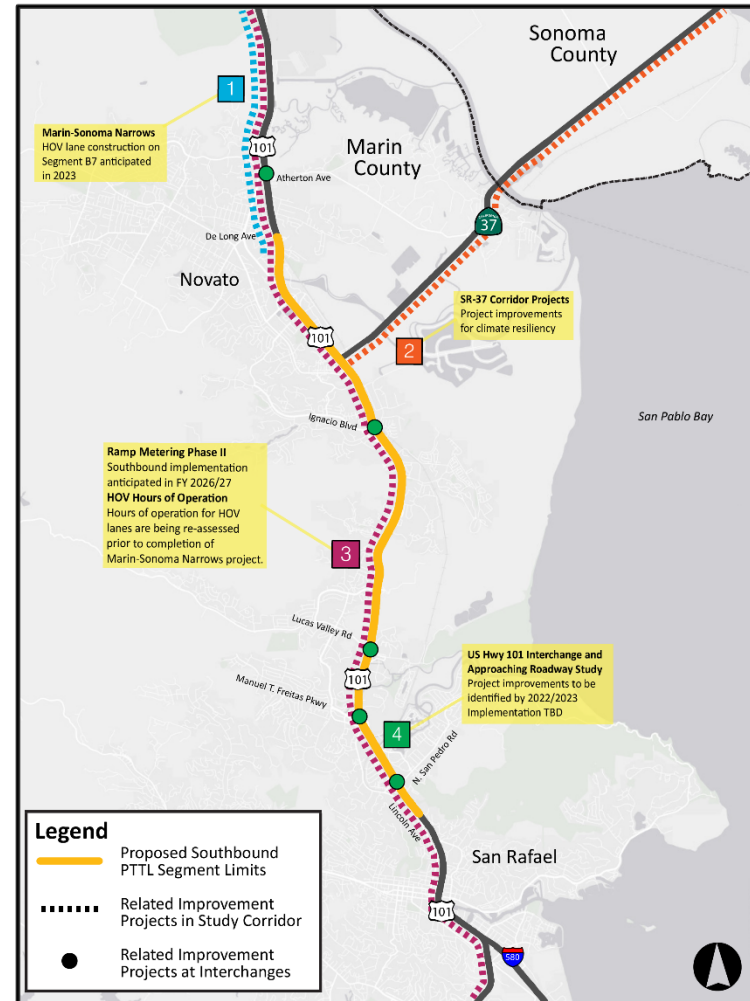 Sonoma
County
1
Marin-Sonoma Narrows
HOV lane construction on
Segment B7 anticipated
in 2023
101
Marin
County
Atherton Ave
CALIFORNIA
37
De Long Ave
Novato
SR-37 Corridor Projects
Project improvements
for climate resiliency
101
2
Ignacio Blvd
San Pablo Bay
Ramp Metering Phase II
Southbound implementation
anticipated in FY 2026/27
HOV Hours of Operation
Hours of operation for HOV
lanes are being re-assessed
prior to completion of
Marin-Sonoma Narrows project.
3
Lucas Valley Rd
US Hwy 101 Interchange and
Approaching Roadway Study
Project improvements to be
identified by 2022/2023
Implementation TBD
101
Manuel T. Freitas Pkwy
4
N. San Pedro Rd
Lincoln Ave
San Rafael
101
580
Legend
Proposed Southbound
PTTL Segment Limits
Related Improvement
Projects in Study Corridor
Related Improvement
Projects at Interchanges